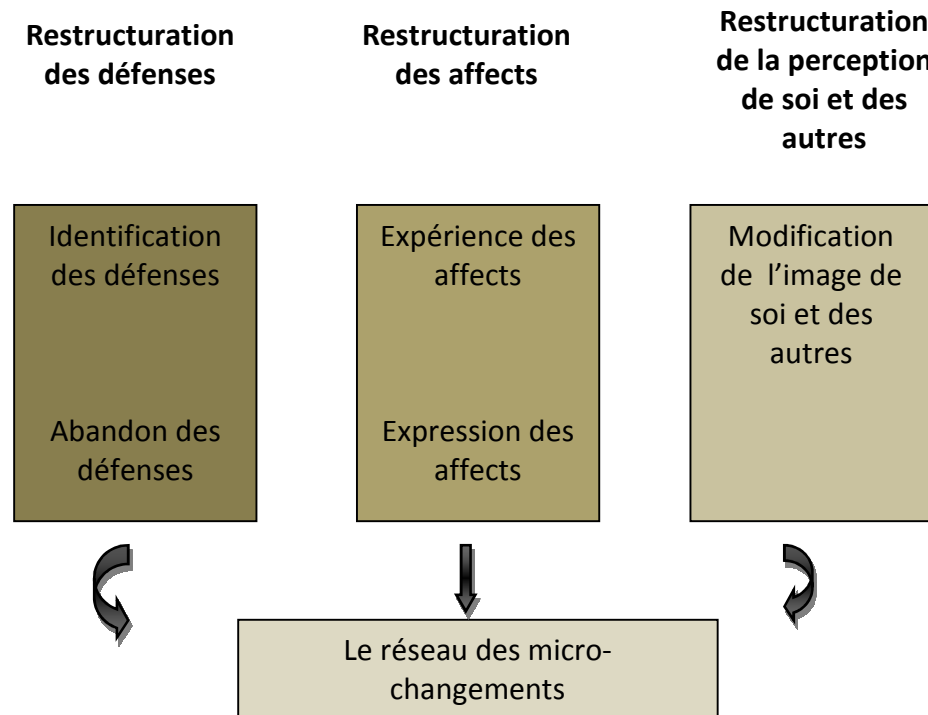 Restructuration
des défenses
Restructuration
des affects
Restructuration
de la perception
de soi et des
autres
Identification
des défenses
Abandon des
défenses
Expérience des
affects
Expression des
affects
Modification
de l’image de
soi et des
autres
Le réseau des micro-
changements